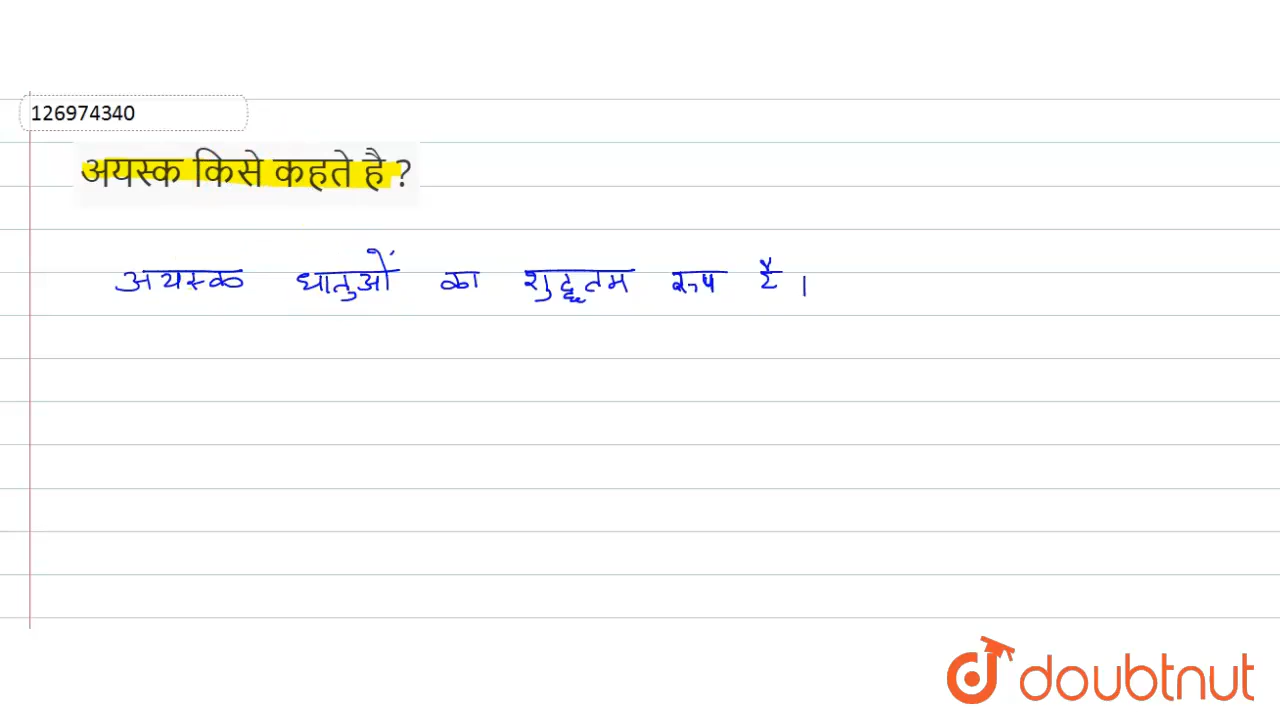 126974340
अयस्क किसे कहते है ?
अयस्क धातुओं का शुद्धतम रूप है ।
doubtnut